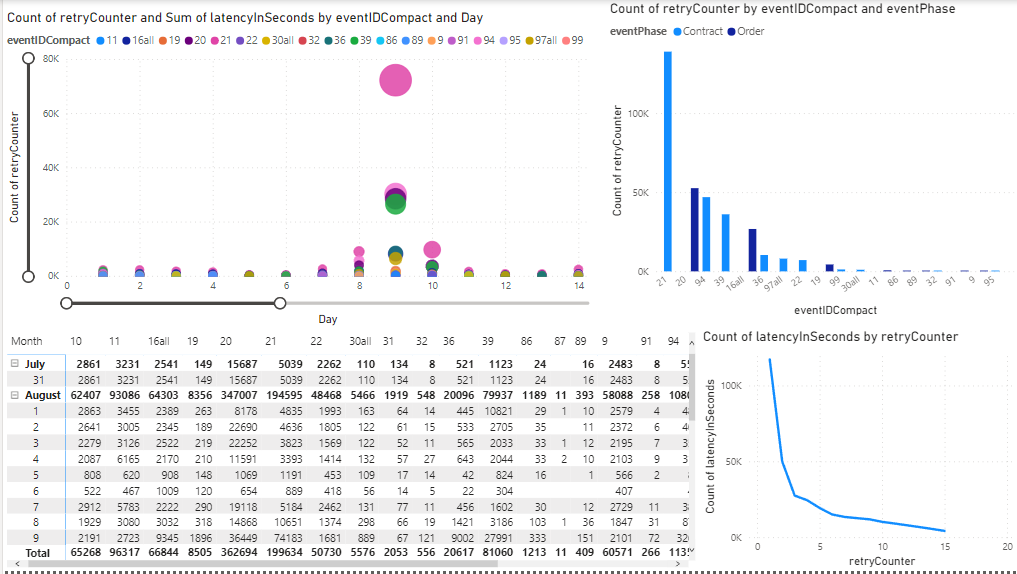 Count of retryCounter and Sum of latencyInSeconds by eventIDCompact and Day
eventIDCompact 11 16all 19 20 21 22 30all 32 36 39 86 89 9 91 94 95 97all 99
80K
60K
40K
20K
0K
Count of retryCounter
0 2 4 6 8 10 12 14
Day
Count of retryCounter by eventIDCompact and eventPhase
eventPhase Contract Order
100K
50K
0K
Count of retryCounter
21 20 94 39 16all 36 97all 22 19 99 30all 11 86 89 32 91 9 95
eventIDCompact
Month 10 11 16all 19 20 21 22 30all 31 32 36 39 86 87 89 9 91 94
July 2861 3231 2541 149 15687 5039 2262 110 134 8 521 1123 24 16 2483 8
31 2861 3231 2541 149 15687 5039 2262 110 134 8 521 1123 24 16 2483 8
August 62407 93086 64303 8356 347007 194595 48468 5466 1919 548 20096 79937 1189 11 393 58088 258
1 2863 3455 2389 263 8178 4835 1993 163 64 14 445 10821 29 1 10 2579 4
2 2641 3005 2345 189 22690 4636 1805 122 61 15 533 2705 35 11 2372 6
3 2279 3126 2522 219 22252 3823 1569 122 52 11 565 2033 33 1 12 2195 7
4 2087 6165 2170 210 11591 3393 1414 132 57 27 643 2044 33 2 10 2103 9
5 808 620 908 148 1069 1191 453 109 17 14 42 824 16 1 566 2
6 522 467 1009 120 654 889 418 56 14 5 22 304 407
7 2912 5783 2222 290 19118 5184 2462 131 77 11 456 1602 30 12 2729 11
8 1929 3080 3032 318 14868 10651 1374 298 66 19 1421 3186 103 1 36 1847 31
9 2191 2723 9345 1896 36449 74183 1681 889 67 121 9002 27991 333 151 2101 72
Total 65268 96317 66844 8505 362694 199634 50730 5576 2053 556 20617 81060 1213 11 409 60571 266
Count of latencyInSeconds by retryCounter
100K
50K
0K
Count of latencyInSeconds
0 5 10 15 20
retryCounter